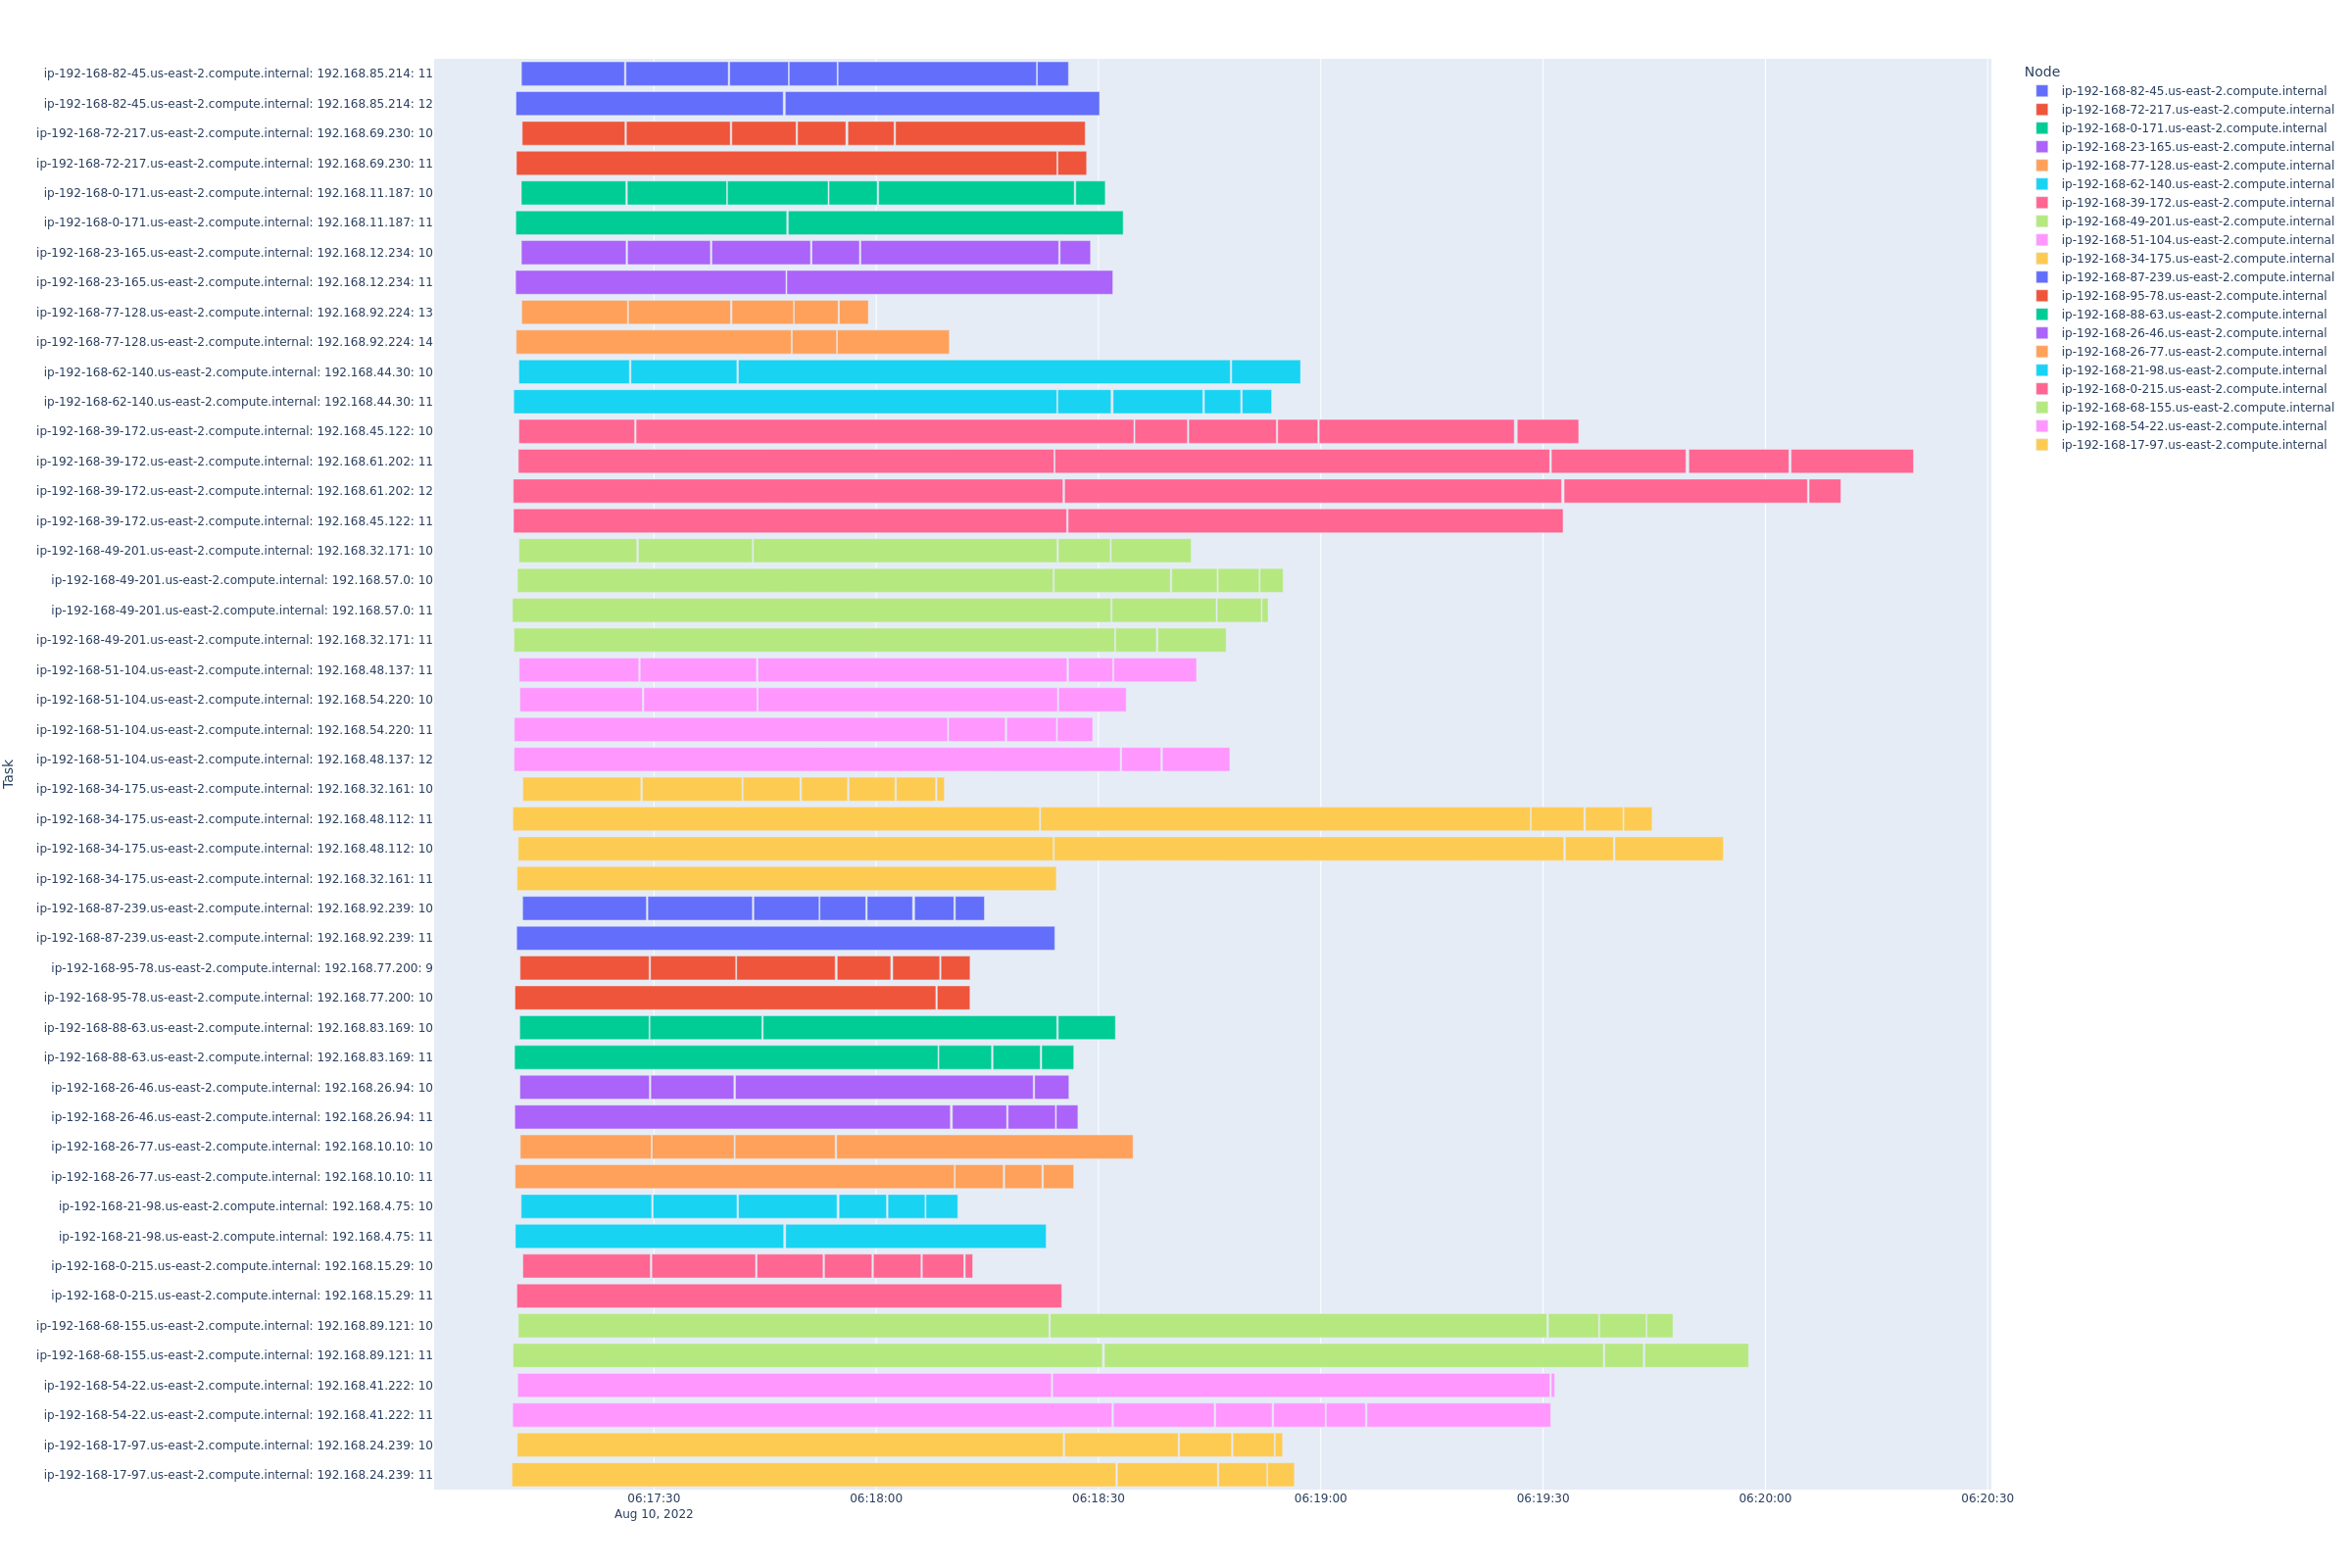 ip-192-168-82-45.us-east-2.compute.internal: 192.168.85.214: 11
ip-192-168-82-45.us-east-2.compute.internal: 192.168.85.214: 12
ip-192-168-72-217.us-east-2.compute.internal: 192.168.69.230: 10
ip-192-168-72-217.us-east-2.compute.internal: 192.168.69.230: 11
ip-192-168-0-171.us-east-2.compute.internal: 192.168.11.187: 10
ip-192-168-0-171.us-east-2.compute.internal: 192.168.11.187: 11
ip-192-168-23-165.us-east-2.compute.internal: 192.168.12.234: 10
ip-192-168-23-165.us-east-2.compute.internal: 192.168.12.234: 11
ip-192-168-77-128.us-east-2.compute.internal: 192.168.92.224: 13
ip-192-168-77-128.us-east-2.compute.internal: 192.168.92.224: 14
ip-192-168-62-140.us-east-2.compute.internal: 192.168.44.30: 10
ip-192-168-62-140.us-east-2.compute.internal: 192.168.44.30: 11
ip-192-168-39-172.us-east-2.compute.internal: 192.168.45.122: 10
ip-192-168-39-172.us-east-2.compute.internal: 192.168.61.202: 11
ip-192-168-39-172.us-east-2.compute.internal: 192.168.61.202: 12
ip-192-168-39-172.us-east-2.compute.internal: 192.168.45.122: 11
ip-192-168-49-201.us-east-2.compute.internal: 192.168.32.171: 10
ip-192-168-49-201.us-east-2.compute.internal: 192.168.57.0: 10
ip-192-168-49-201.us-east-2.compute.internal: 192.168.57.0: 11
ip-192-168-49-201.us-east-2.compute.internal: 192.168.32.171: 11
ip-192-168-51-104.us-east-2.compute.internal: 192.168.48.137: 11
ip-192-168-51-104.us-east-2.compute.internal: 192.168.54.220: 10
ip-192-168-51-104.us-east-2.compute.internal: 192.168.54.220: 11
ip-192-168-51-104.us-east-2.compute.internal: 192.168.48.137: 12
ip-192-168-34-175.us-east-2.compute.internal: 192.168.32.161: 10
ip-192-168-34-175.us-east-2.compute.internal: 192.168.48.112: 11
ip-192-168-34-175.us-east-2.compute.internal: 192.168.48.112: 10
ip-192-168-34-175.us-east-2.compute.internal: 192.168.32.161: 11
ip-192-168-87-239.us-east-2.compute.internal: 192.168.92.239: 10
ip-192-168-87-239.us-east-2.compute.internal: 192.168.92.239: 11
ip-192-168-95-78.us-east-2.compute.internal: 192.168.77.200: 9
ip-192-168-95-78.us-east-2.compute.internal: 192.168.77.200: 10
ip-192-168-88-63.us-east-2.compute.internal: 192.168.83.169: 10
ip-192-168-88-63.us-east-2.compute.internal: 192.168.83.169: 11
ip-192-168-26-46.us-east-2.compute.internal: 192.168.26.94: 10
ip-192-168-26-46.us-east-2.compute.internal: 192.168.26.94: 11
ip-192-168-26-77.us-east-2.compute.internal: 192.168.10.10: 10
ip-192-168-26-77.us-east-2.compute.internal: 192.168.10.10: 11
ip-192-168-21-98.us-east-2.compute.internal: 192.168.4.75: 10
ip-192-168-21-98.us-east-2.compute.internal: 192.168.4.75: 11
ip-192-168-0-215.us-east-2.compute.internal: 192.168.15.29: 10
ip-192-168-0-215.us-east-2.compute.internal: 192.168.15.29: 11
ip-192-168-68-155.us-east-2.compute.internal: 192.168.89.121: 10
ip-192-168-68-155.us-east-2.compute.internal: 192.168.89.121: 11
ip-192-168-54-22.us-east-2.compute.internal: 192.168.41.222: 10
ip-192-168-54-22.us-east-2.compute.internal: 192.168.41.222: 11
ip-192-168-17-97.us-east-2.compute.internal: 192.168.24.239: 10
ip-192-168-17-97.us-east-2.compute.internal: 192.168.24.239: 11
Task
06:17:30
Aug 10, 2022
06:18:00
06:18:30
06:19:00
06:19:30
06:20:00
06:20:30
Node
ip-192-168-82-45.us-east-2.compute.internal
ip-192-168-72-217.us-east-2.compute.internal
ip-192-168-0-171.us-east-2.compute.internal
ip-192-168-23-165.us-east-2.compute.internal
ip-192-168-77-128.us-east-2.compute.internal
ip-192-168-62-140.us-east-2.compute.internal
ip-192-168-39-172.us-east-2.compute.internal
ip-192-168-49-201.us-east-2.compute.internal
ip-192-168-51-104.us-east-2.compute.internal
ip-192-168-34-175.us-east-2.compute.internal
ip-192-168-87-239.us-east-2.compute.internal
ip-192-168-95-78.us-east-2.compute.internal
ip-192-168-88-63.us-east-2.compute.internal
ip-192-168-26-46.us-east-2.compute.internal
ip-192-168-26-77.us-east-2.compute.internal
ip-192-168-21-98.us-east-2.compute.internal
ip-192-168-0-215.us-east-2.compute.internal
ip-192-168-68-155.us-east-2.compute.internal
ip-192-168-54-22.us-east-2.compute.internal
ip-192-168-17-97.us-east-2.compute.internal